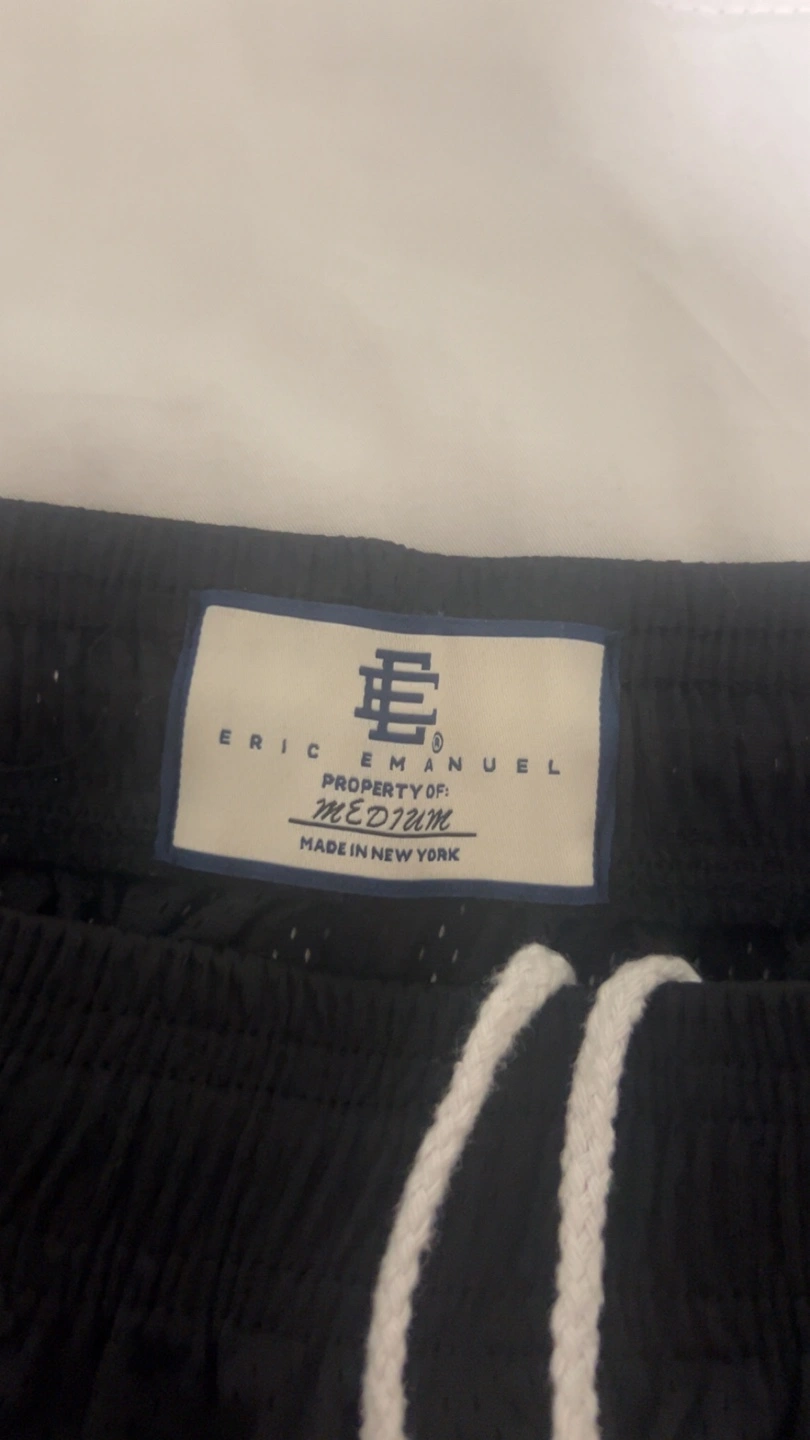 EE®
ERIC EMANUEL
PROPERTY OF:
MEDIUM
MADE IN NEW YORK